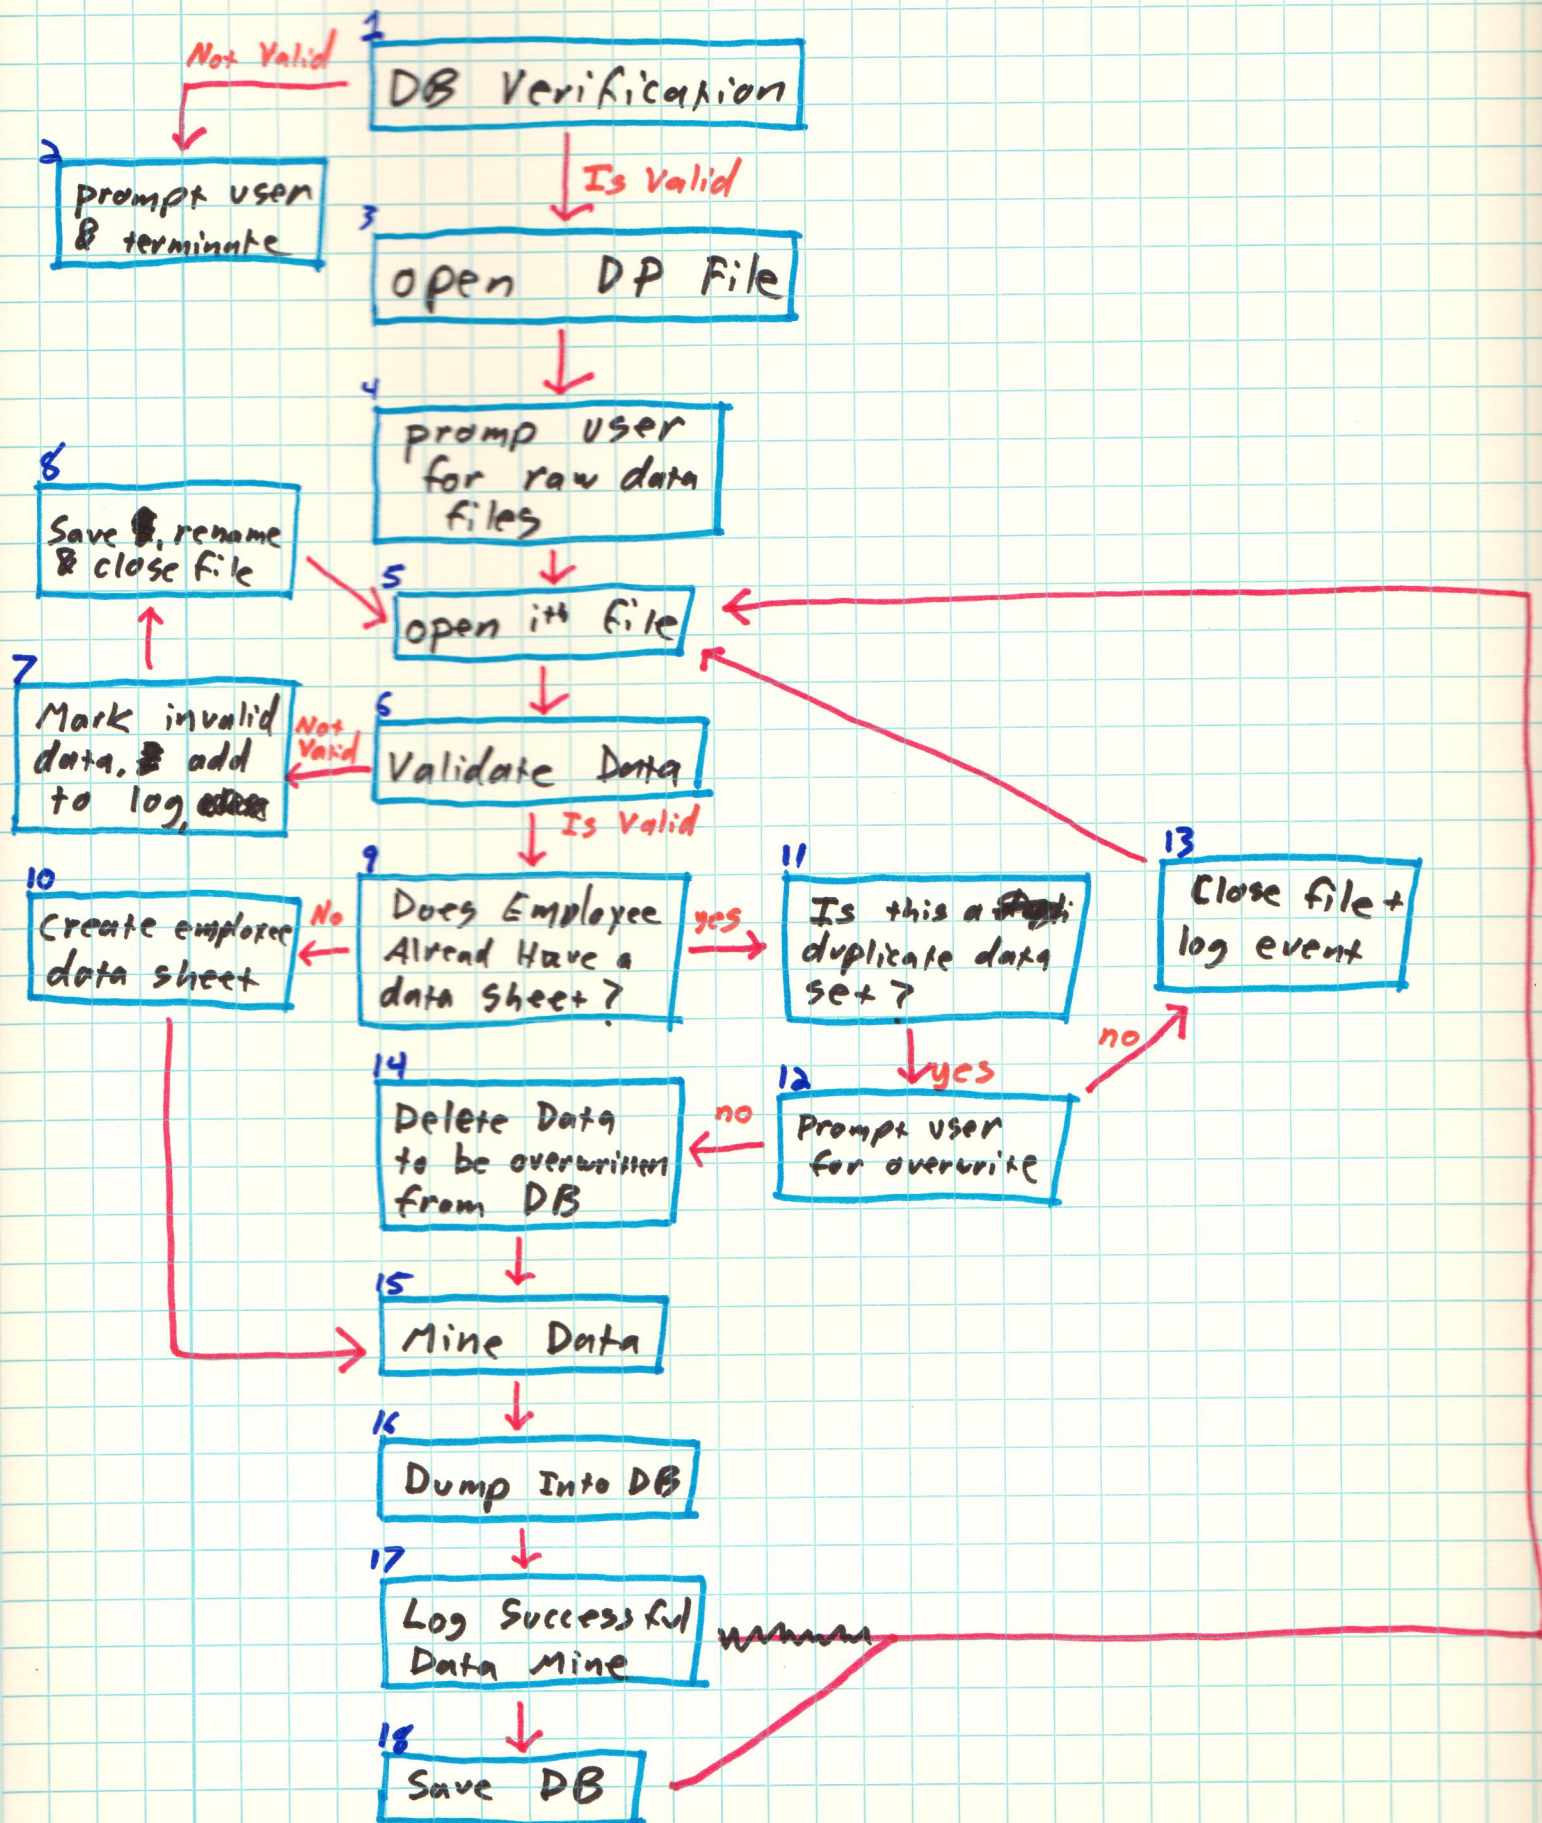 1
Not Valid
DB Verification
Is Valid
2
prompt user
& terminate
3
open DP File
4
promp user
for raw data
files
8
Save , rename
& close file
5
open ith file
7
Mark invalid
data, add
to log,
Not
Valid
6
Validate Data
Is Valid
10
Create employee
data sheet
No
9
Does Employee
Alread Have a
data sheet?
yes
11
Is this a
duplicate data
set?
yes
13
Close file +
log event
no
12
Prompt user
for overwrite
no
14
Delete Data
to be overwritten
from DB
15
Mine Data
16
Dump Into DB
17
Log Successful
Data Mine
18
Save DB